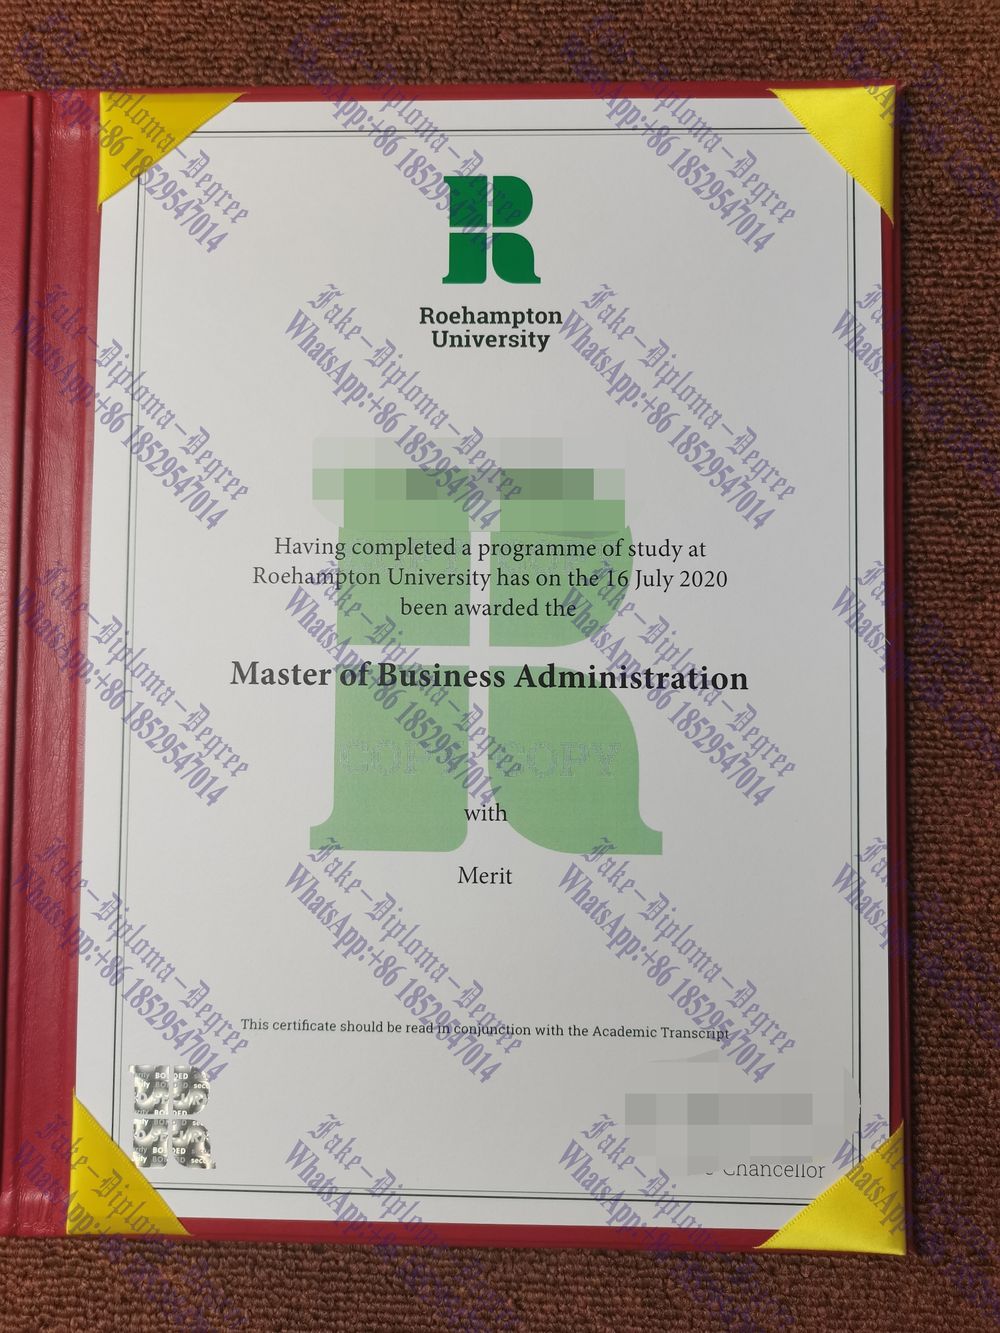 Roehampton
University
Having completed a programme of study at
Roehampton University has on the 16 July 2020
been awarded the
Master of Business Administration
COPY COPY
with
Merit
This certificate should be read in conjunction with the Academic Transcript
Chancellor
Fake-Diploma-Degree
WhatsApp:+86 18529547014